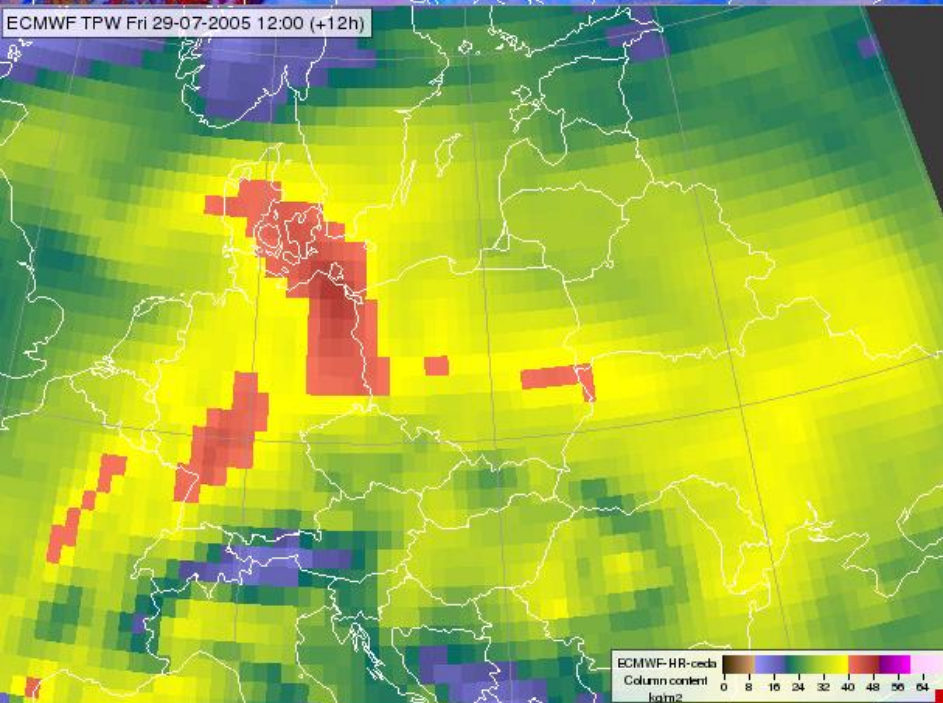 ECMWF TPW Fri 29-07-2005 12:00 (+12h)
ECMWF-HR-ceda
Column content
kg/m2
0 8 16 24 32 40 48 56 64